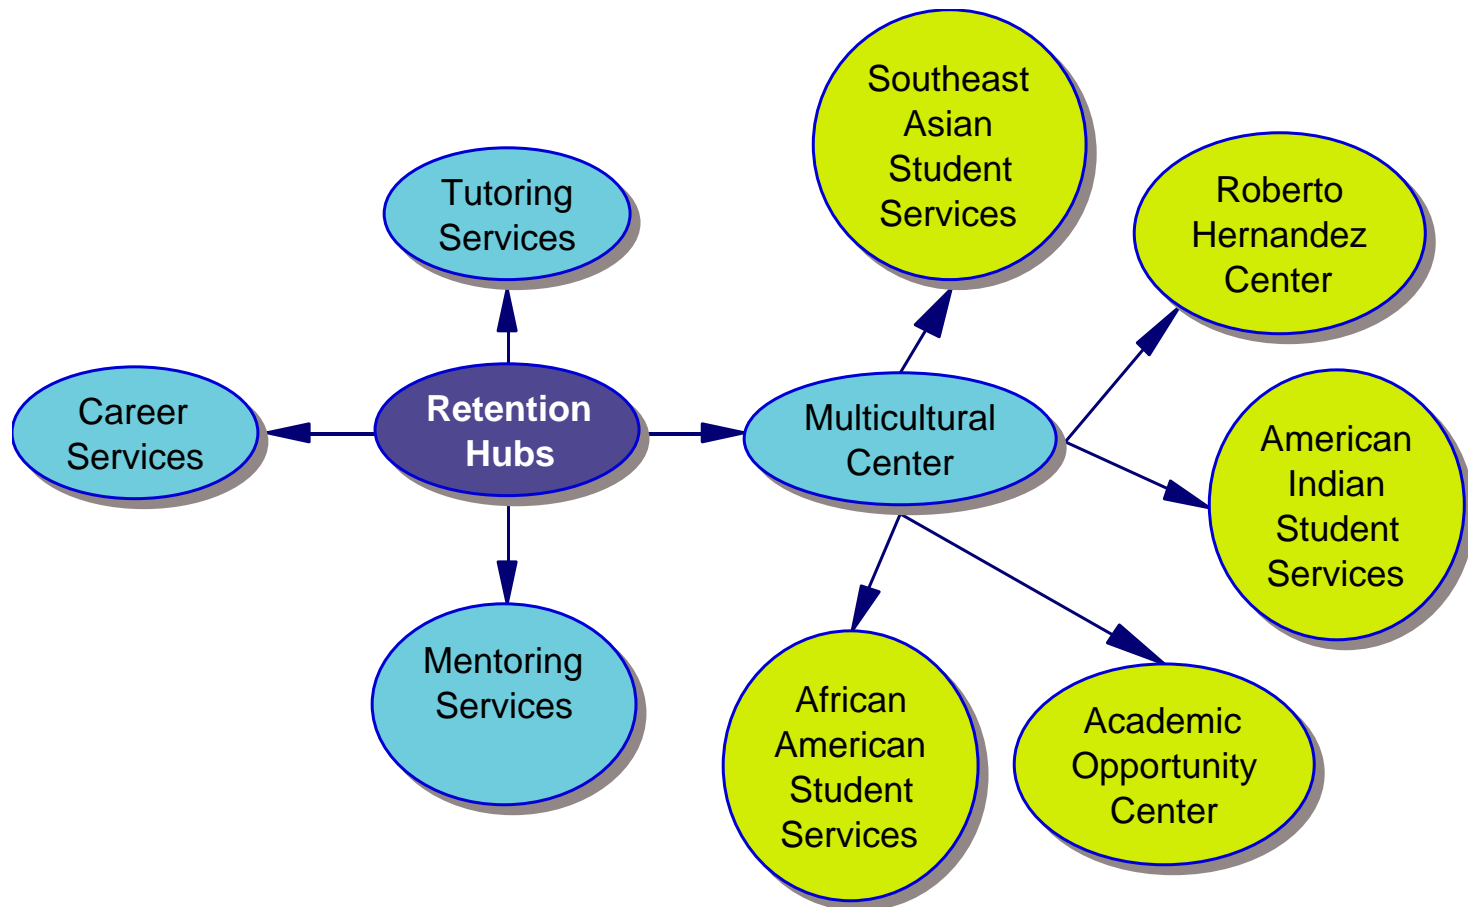 Southeast
Asian
Student
Services
Roberto
Hernandez
Center
Tutoring
Services
Career
Services
Retention
Hubs
Multicultural
Center
American
Indian
Student
Services
Mentoring
Services
African
American
Student
Services
Academic
Opportunity
Center